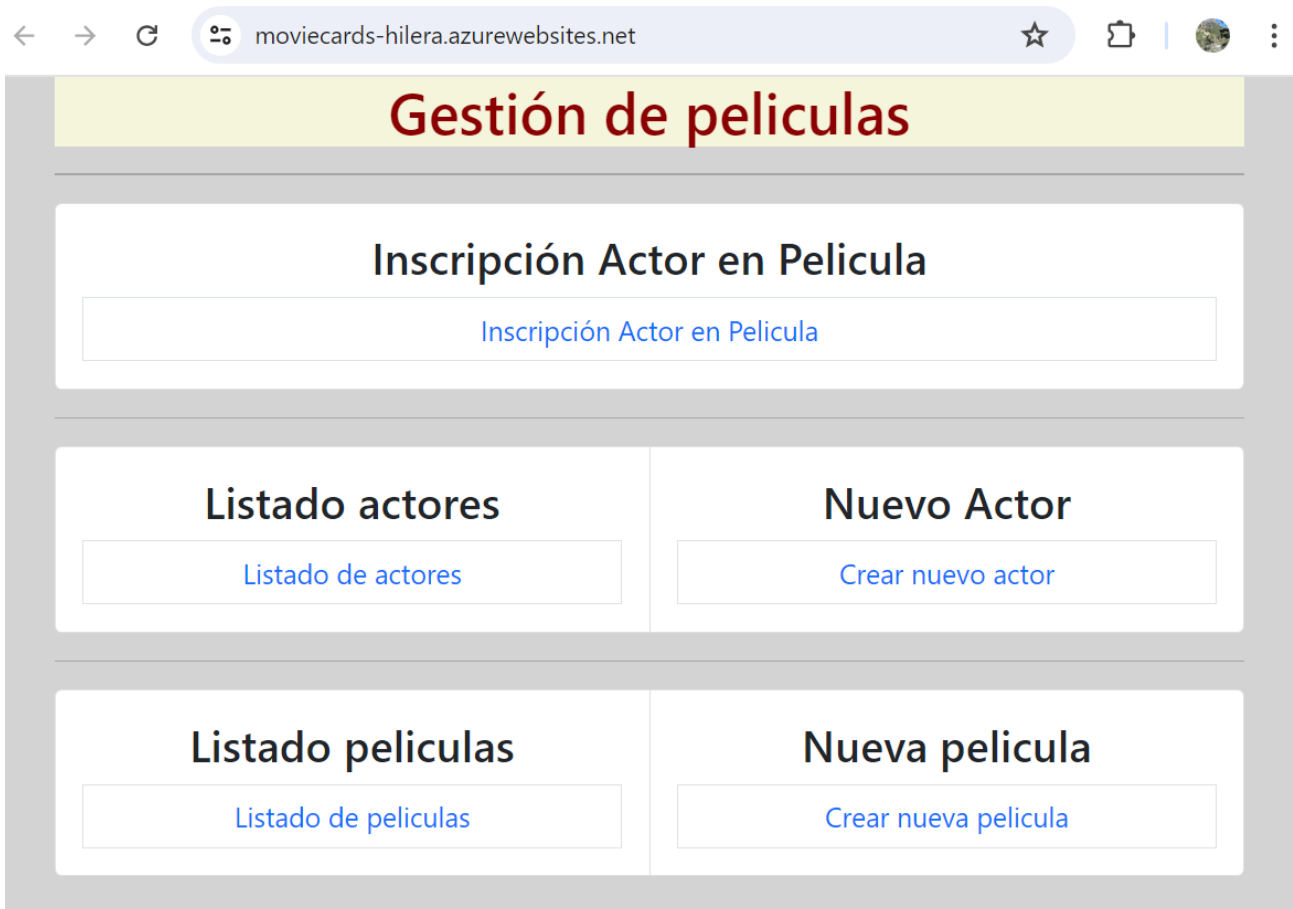 moviecards-hilera.azurewebsites.net
Gestión de peliculas
Inscripción Actor en Pelicula
Inscripción Actor en Pelicula
Listado actores
Listado de actores
Nuevo Actor
Crear nuevo actor
Listado peliculas
Listado de peliculas
Nueva pelicula
Crear nueva pelicula